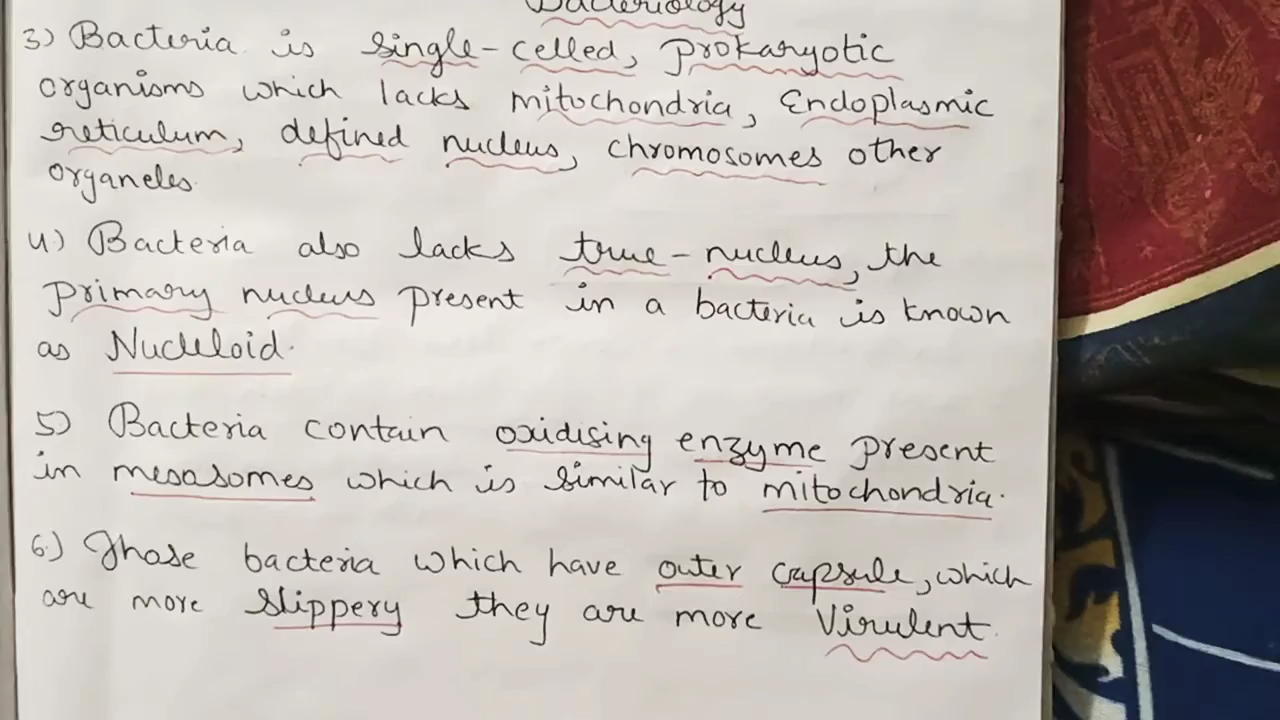 Bacteriology
3) Bacteria is single-celled, prokaryotic
organisms which lacks mitochondria, Endoplasmic
reticulum, defined nucleus, chromosomes other
organeles.
4) Bacteria also lacks true-nucleus, the
primary nucleus present in a bacteria is known
as Nucleloid.
5) Bacteria contain oxidising enzyme present
in mesasomes which is similar to mitochondria.
6.) Those bacteria which have outer capsule, which
are more slippery they are more Virulent.